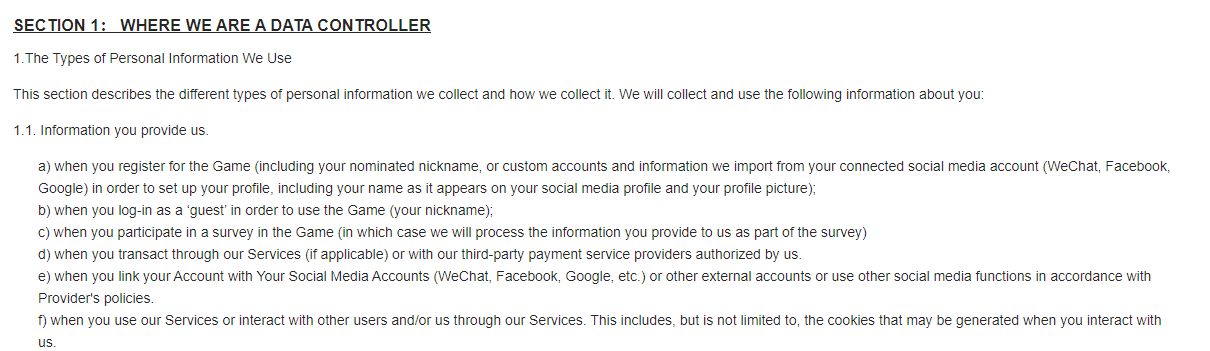 SECTION 1:   WHERE WE ARE A DATA CONTROLLER
1.The Types of Personal Information We Use
This section describes the different types of personal information we collect and how we collect it. We will collect and use the following information about you:
1.1. Information you provide us.
a) when you register for the Game (including your nominated nickname, or custom accounts and information we import from your connected social media account (WeChat, Facebook,
Google) in order to set up your profile, including your name as it appears on your social media profile and your profile picture);
b) when you log-in as a ‘guest’ in order to use the Game (your nickname);
c) when you participate in a survey in the Game (in which case we will process the information you provide to us as part of the survey)
d) when you transact through our Services (if applicable) or with our third-party payment service providers authorized by us.
e) when you link your Account with Your Social Media Accounts (WeChat, Facebook, Google, etc.) or other external accounts or use other social media functions in accordance with
Provider's policies.
f) when you use our Services or interact with other users and/or us through our Services. This includes, but is not limited to, the cookies that may be generated when you interact with
us.